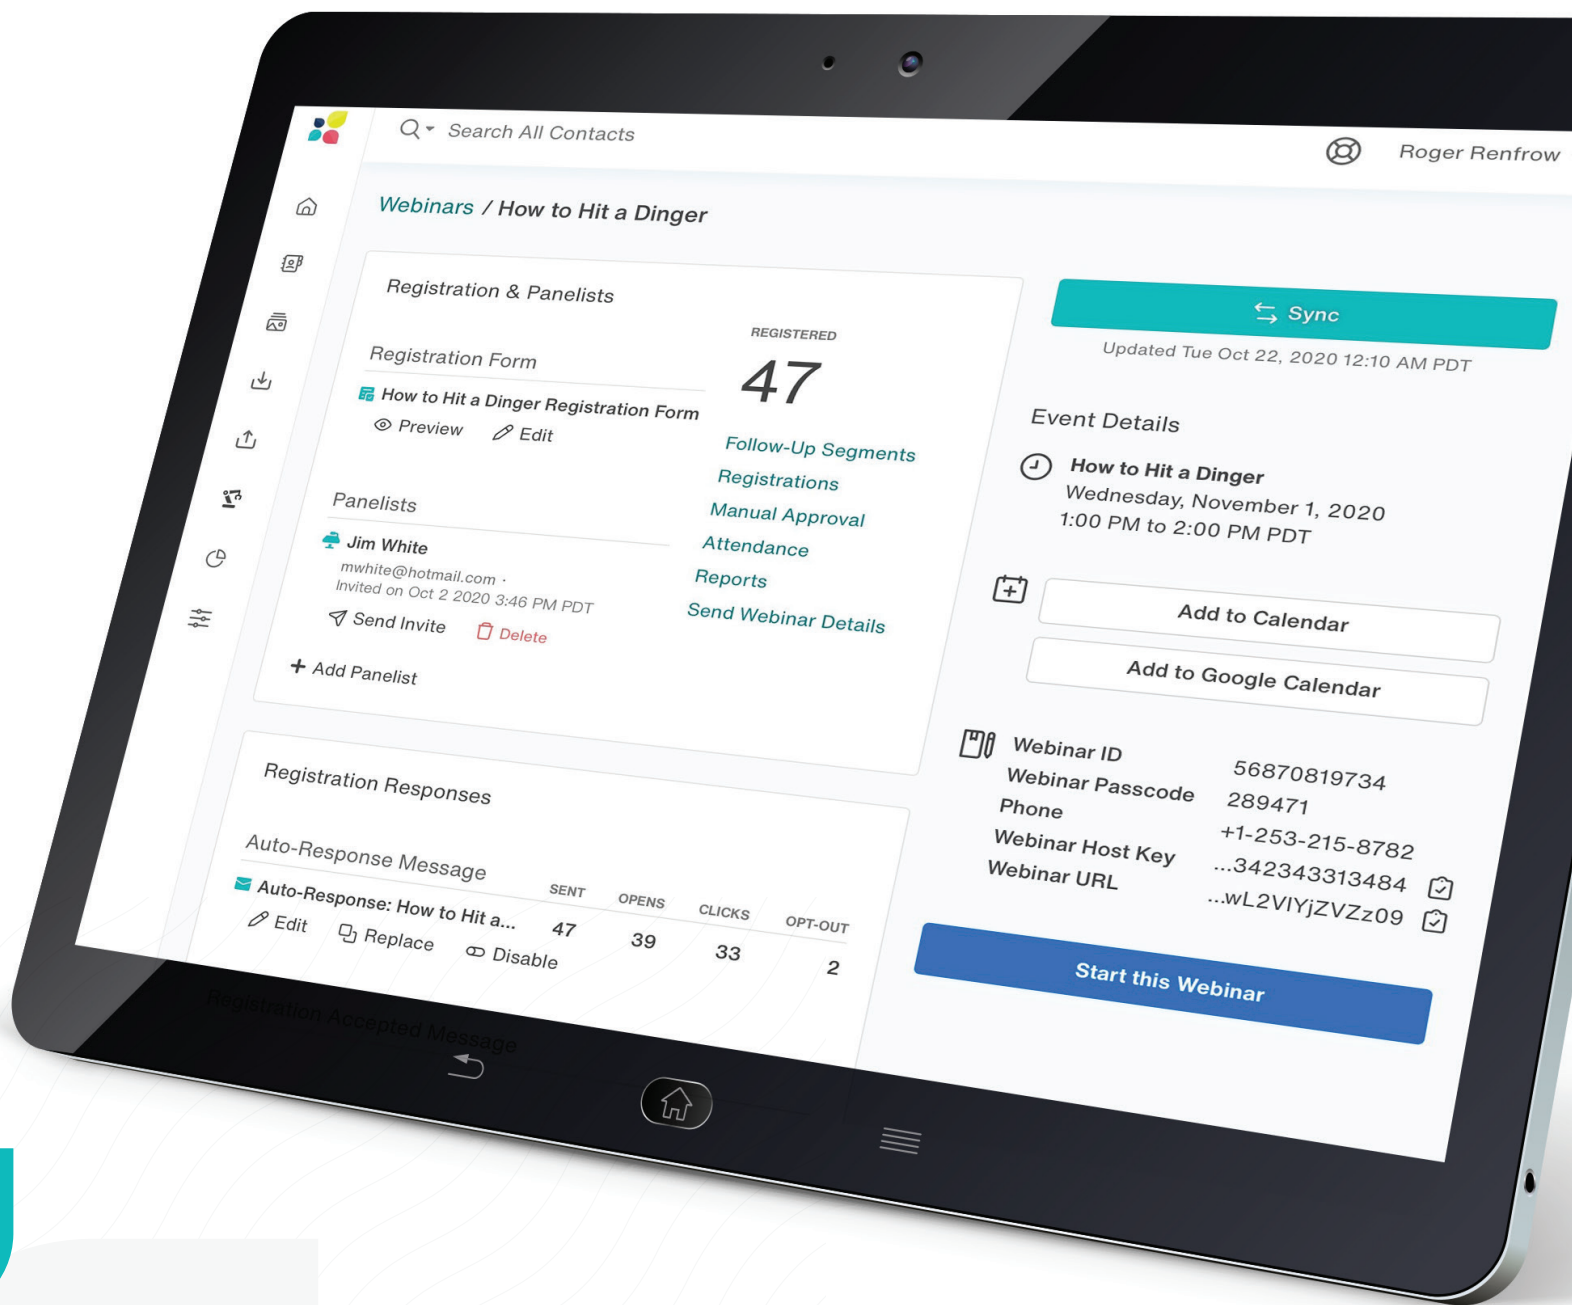 Search All Contacts
Roger Renfrow
Webinars / How to Hit a Dinger
Registration & Panelists
Registration Form
How to Hit a Dinger Registration Form
Preview Edit
Panelists
Jim White
mwhite@hotmail.com ·
Invited on Oct 2 2020 3:46 PM PDT
Send Invite Delete
Add Panelist
REGISTERED
47
Follow-Up Segments
Registrations
Manual Approval
Attendance
Reports
Send Webinar Details
Registration Responses
Auto-Response Message
SENT OPENS CLICKS OPT-OUT
Auto-Response: How to Hit a... 47 39 33 2
Edit Replace Disable
Registration Accepted Message
Sync
Updated Tue Oct 22, 2020 12:10 AM PDT
Event Details
How to Hit a Dinger
Wednesday, November 1, 2020
1:00 PM to 2:00 PM PDT
Add to Calendar
Add to Google Calendar
Webinar ID 56870819734
Webinar Passcode 289471
Phone +1-253-215-8782
Webinar Host Key ...342343313484
Webinar URL ...wL2VIYjZVZz09
Start this Webinar